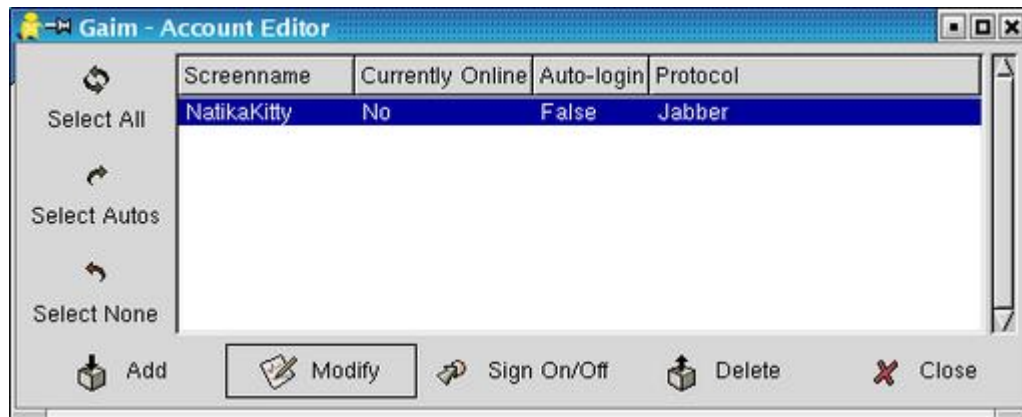 Gaim - Account Editor
Select All
Select Autos
Select None
Screenname Currently Online Auto-login Protocol
NatikaKitty No False Jabber
Add Modify Sign On/Off Delete Close